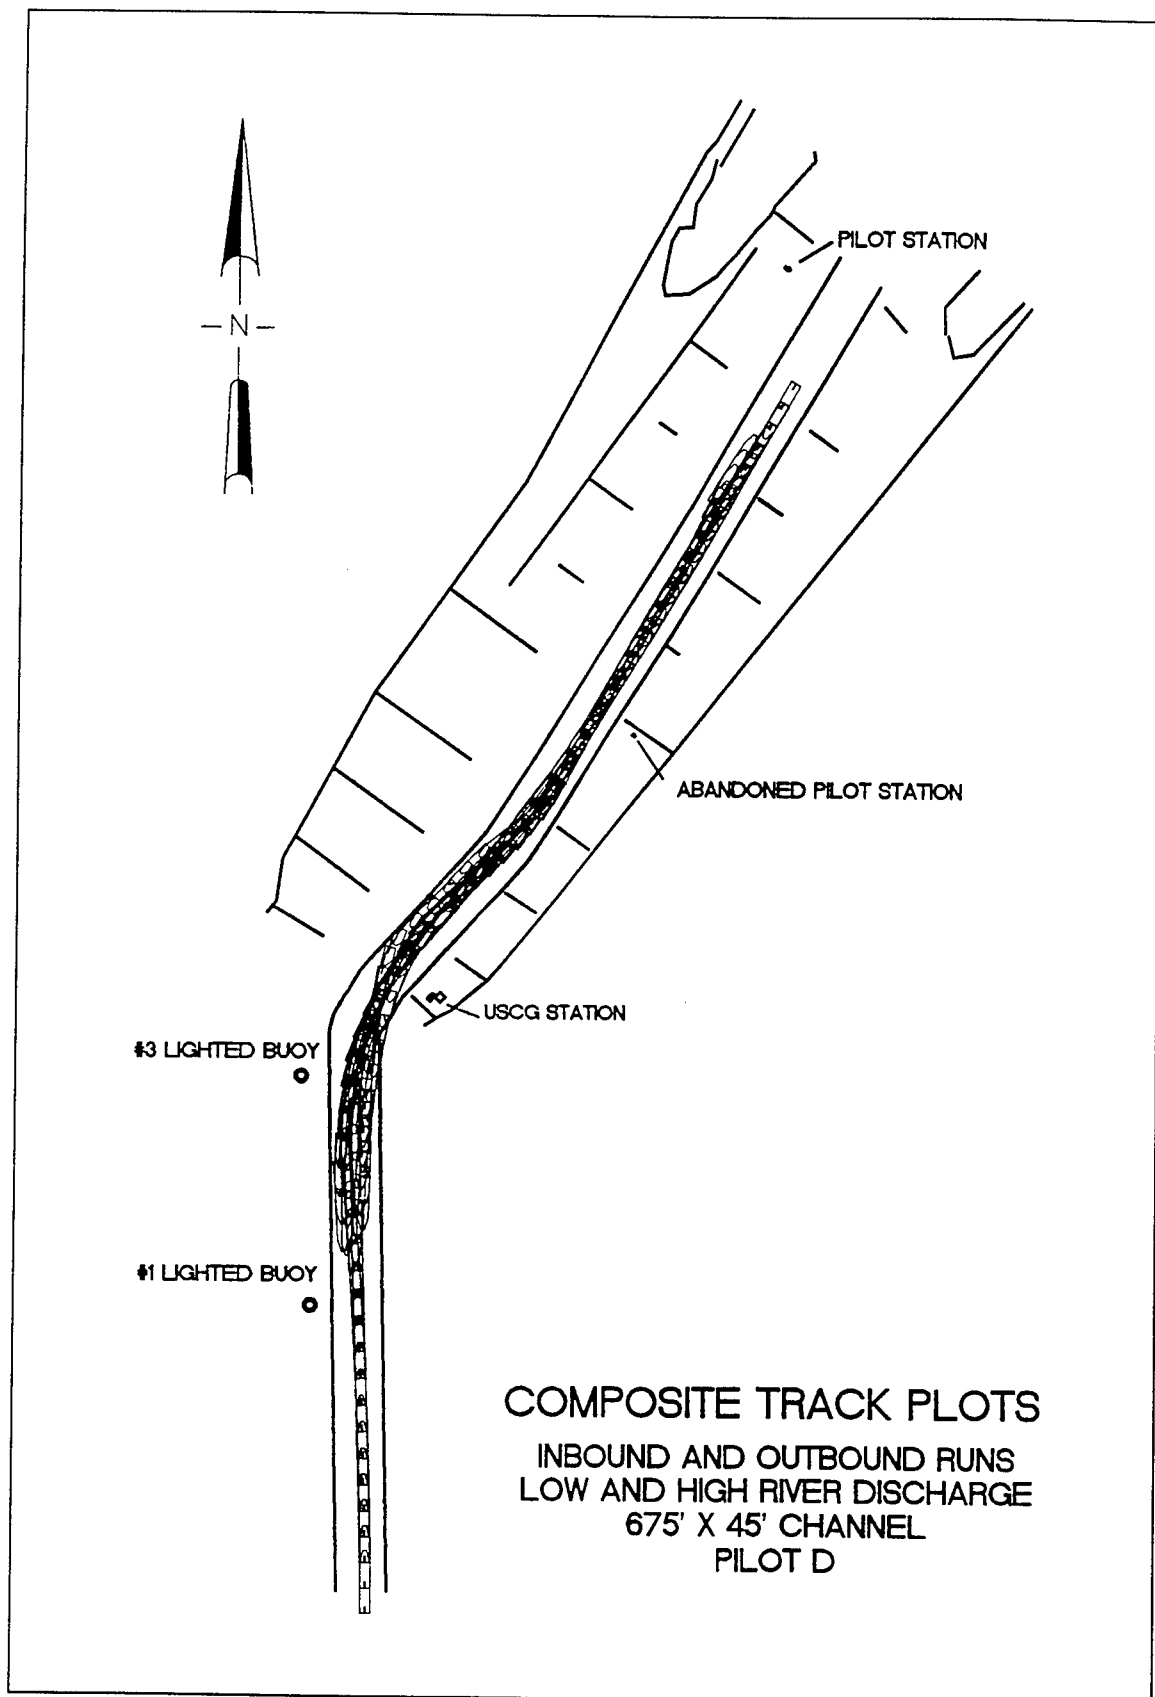 PILOT STATION
- N -
ABANDONED PILOT STATION
USCG STATION
#3 LIGHTED BUOY
#1 LIGHTED BUOY
COMPOSITE TRACK PLOTS
INBOUND AND OUTBOUND RUNS
LOW AND HIGH RIVER DISCHARGE
675' X 45' CHANNEL
PILOT D